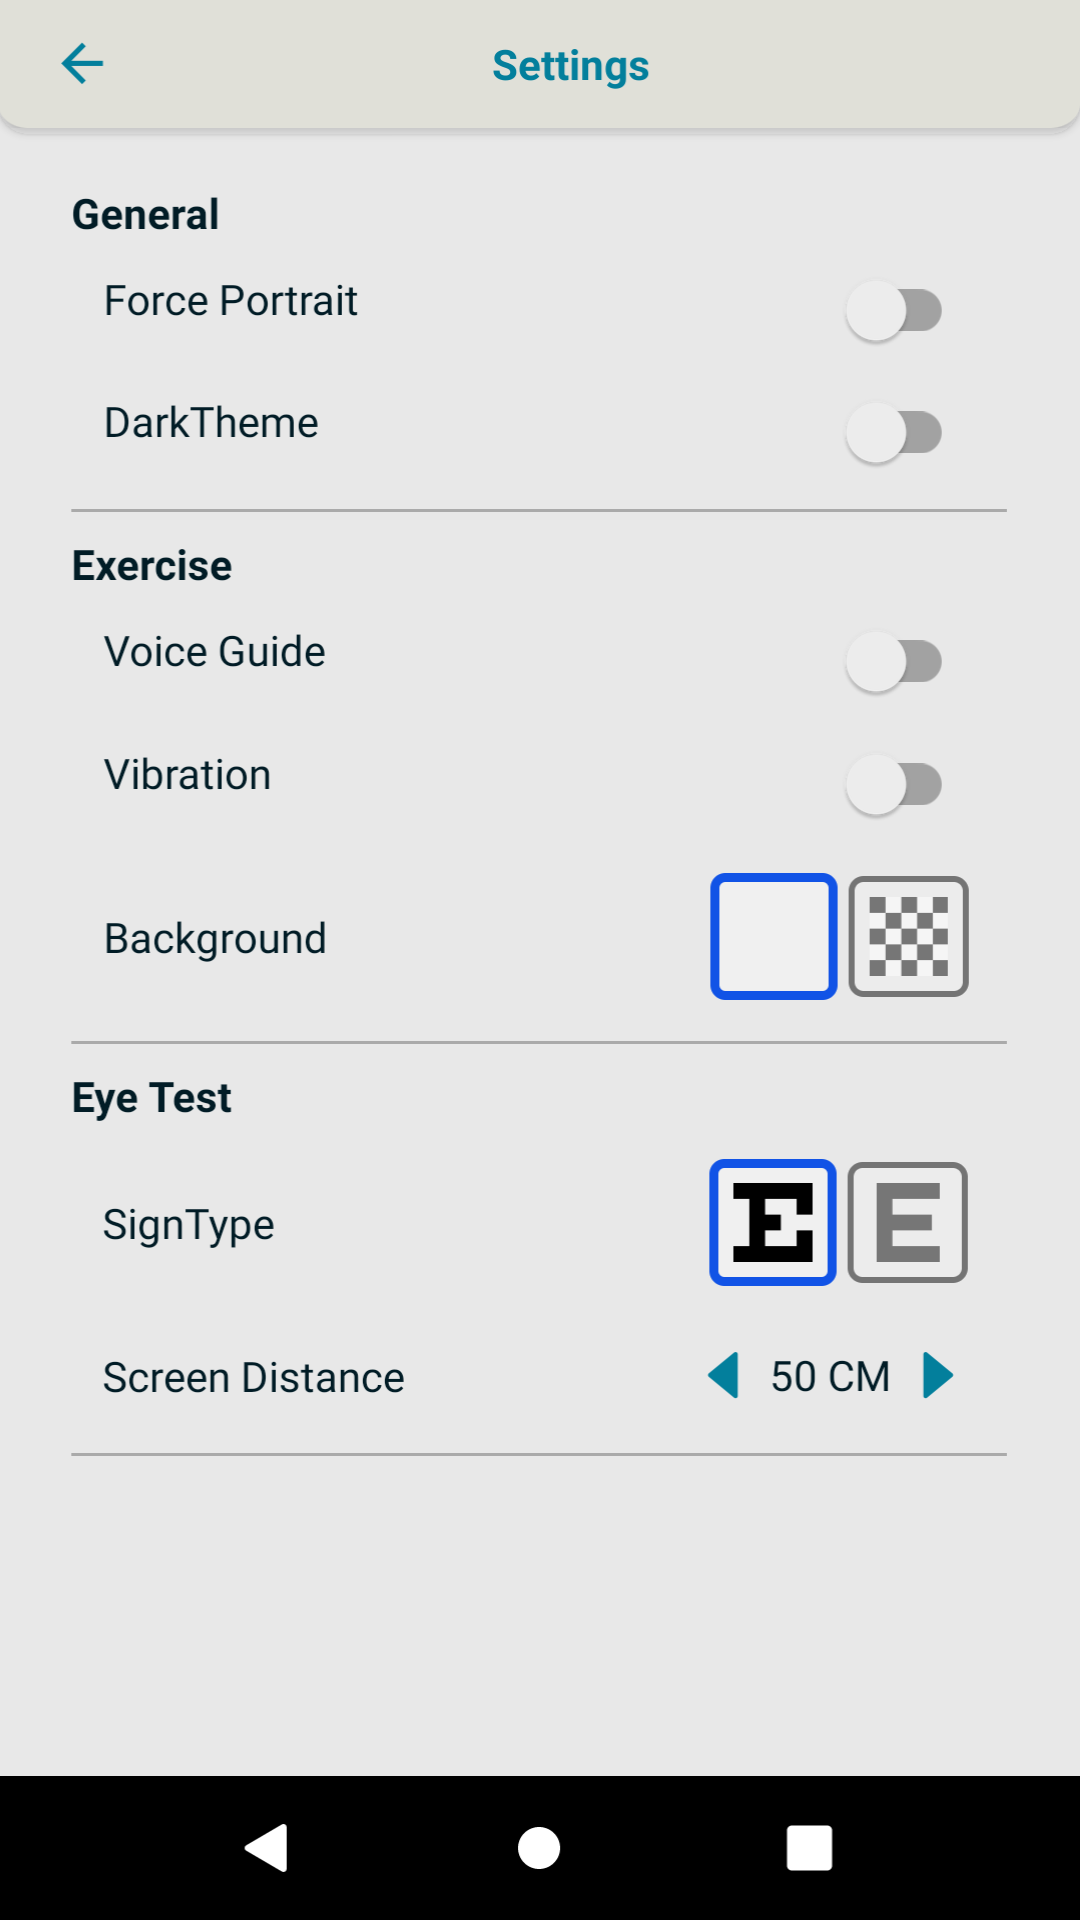 Settings
General
Force Portrait
DarkTheme
Exercise
Voice Guide
Vibration
Background
Eye Test
SignType E E
Screen Distance 50 CM